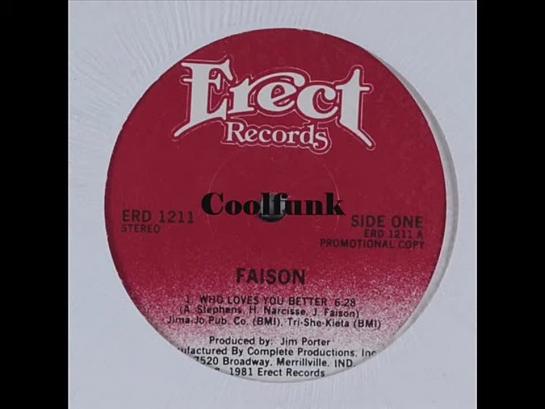 Erect
Records
Coolfunk
ERD 1211
STEREO
SIDE ONE
ERD 1211 A
PROMOTIONAL COPY
FAISON
1. WHO LOVES YOU BETTER 6:28
(A. Stephens, H. Narcisse, J. Faison)
Jima-Jo Pub. Co. (BMI), Tri-She-Kieta (BMI)
Produced by: Jim Porter
ufactured By Complete Productions, Inc
7520 Broadway, Merrillville, IND.
1981 Erect Records